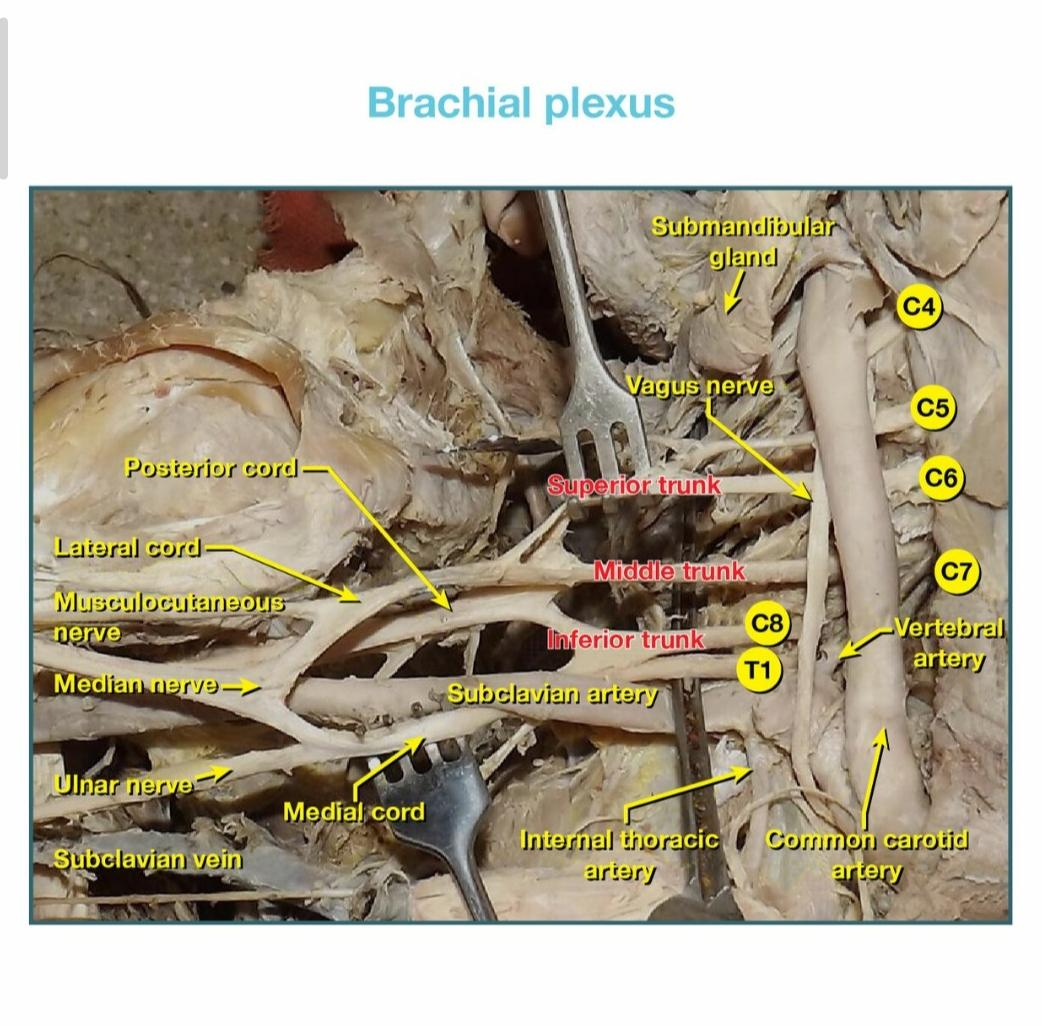 Brachial plexus
Submandibular
gland
C4
Vagus nerve
C5
Posterior cord
C6
Superior trunk
Lateral cord
Middle trunk
C7
Musculocutaneous
nerve
C8
Inferior trunk
Vertebral
artery
T1
Median nerve
Subclavian artery
Ulnar nerve
Medial cord
Internal thoracic
artery
Common carotid
artery
Subclavian vein